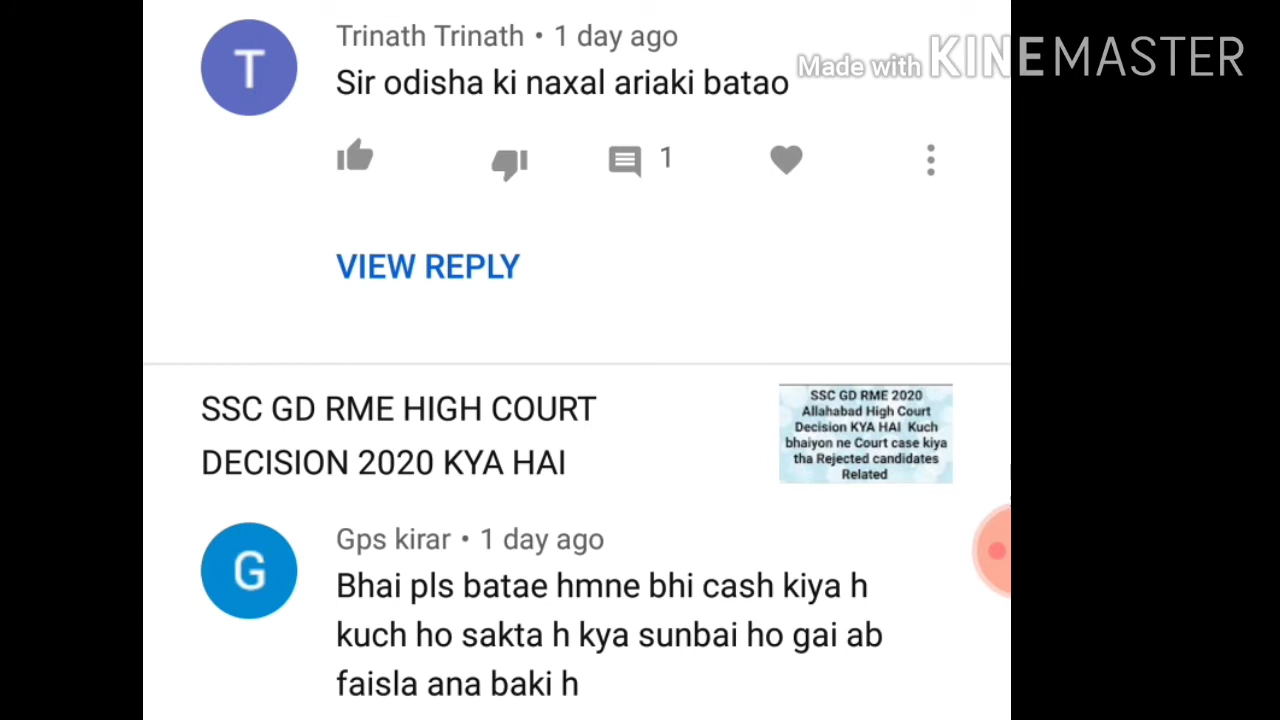 T
Trinath Trinath • 1 day ago
Made with KINEMASTER
Sir odisha ki naxal ariaki batao
1
VIEW REPLY
SSC GD RME HIGH COURT
DECISION 2020 KYA HAI
SSC GD RME 2020
Allahabad High Court
Decision KYA HAI Kuch
bhaiyon ne Court case kiya
tha Rejected candidates
Related
G
Gps kirar • 1 day ago
Bhai pls batae hmne bhi cash kiya h
kuch ho sakta h kya sunbai ho gai ab
faisla ana baki h